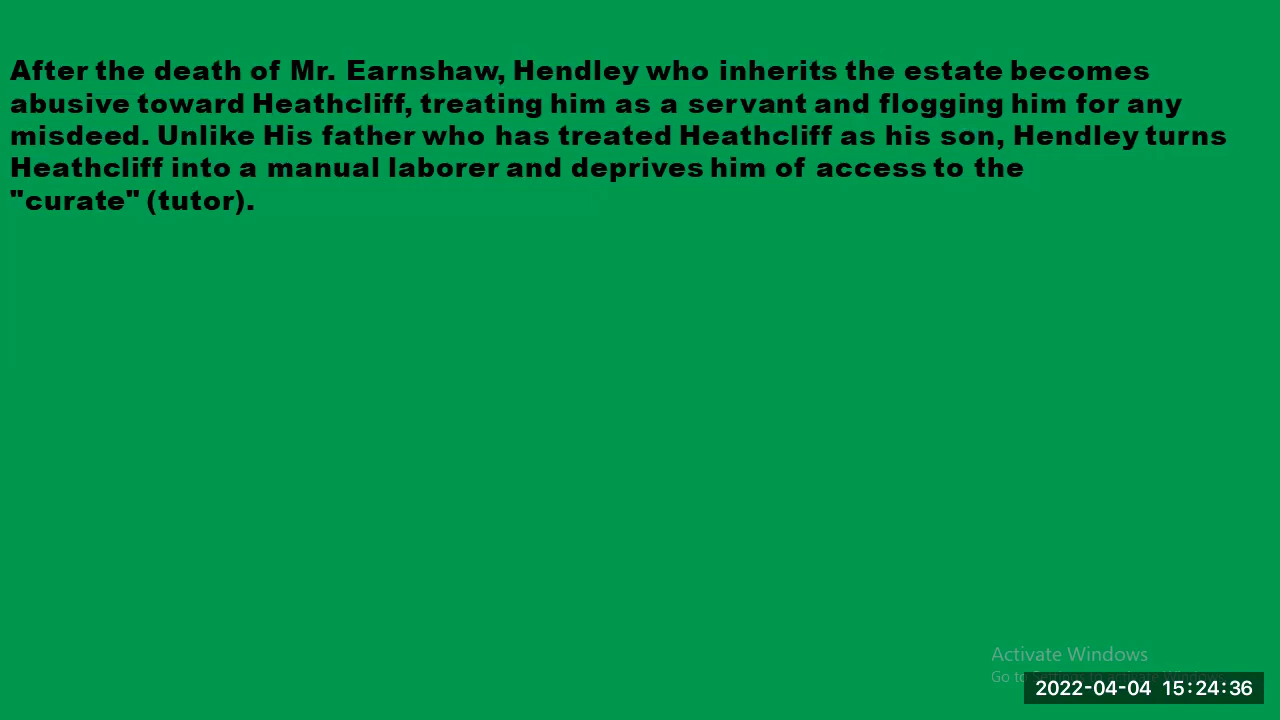 After the death of Mr. Earnshaw, Hendley who inherits the estate becomes
abusive toward Heathcliff, treating him as a servant and flogging him for any
misdeed. Unlike His father who has treated Heathcliff as his son, Hendley turns
Heathcliff into a manual laborer and deprives him of access to the
"curate" (tutor).
Activate Windows
Go to
2022-04-04 15:24:36